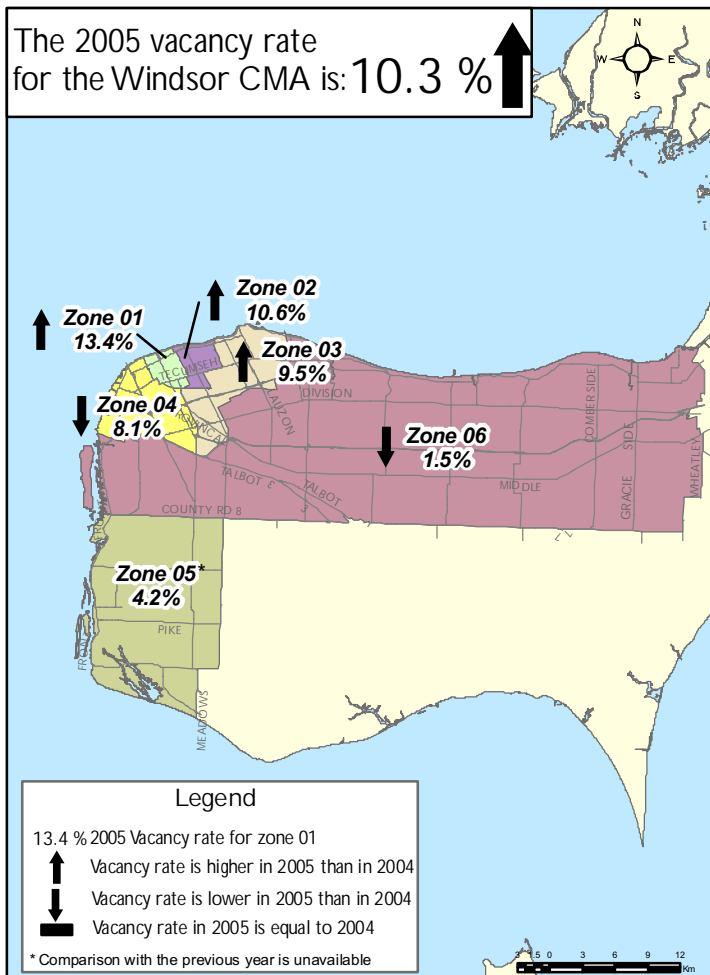 The 2005 vacancy rate
for the Windsor CMA is: 10.3 %
N
W E
S
Zone 02
10.6%
Zone 01
13.4%
TECUMSEH
Zone 03
9.5%
DIVISION
Zone 04
8.1%
Zone 06
1.5%
COMBER SIDE
GRACIE SIDE
WHEATLEY
MIDDLE
TALBOT E
TALBOT
3
COUNTY RD 8
Zone 05*
4.2%
PIKE
MEADOWS
Legend
13.4 % 2005 Vacancy rate for zone 01
Vacancy rate is higher in 2005 than in 2004
Vacancy rate is lower in 2005 than in 2004
Vacancy rate in 2005 is equal to 2004
* Comparison with the previous year is unavailable
0 3 6 9 12
Km